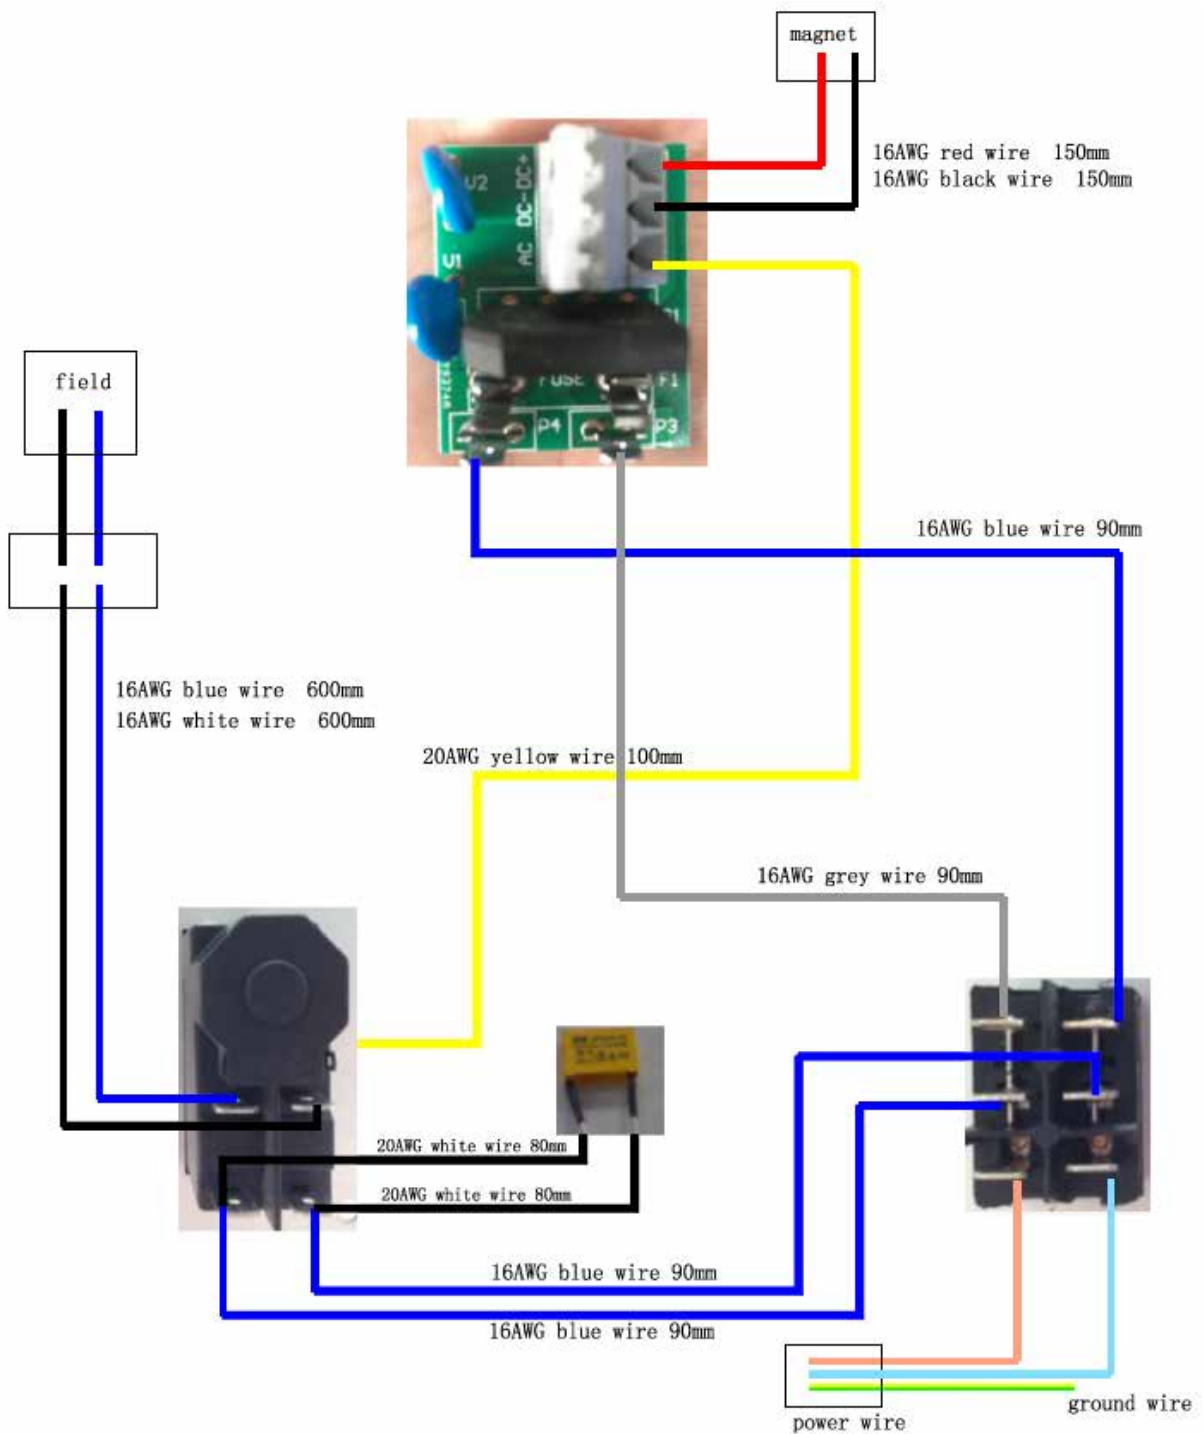 magnet
16AWG red wire 150mm
16AWG black wire 150mm
U2
DC+
DC-
AC
U1
field
FUSE
F1
P4
P3
16AWG blue wire 90mm
16AWG blue wire 600mm
16AWG white wire 600mm
20AWG yellow wire 100mm
16AWG grey wire 90mm
20AWG white wire 80mm
20AWG white wire 80mm
16AWG blue wire 90mm
16AWG blue wire 90mm
ground wire
power wire